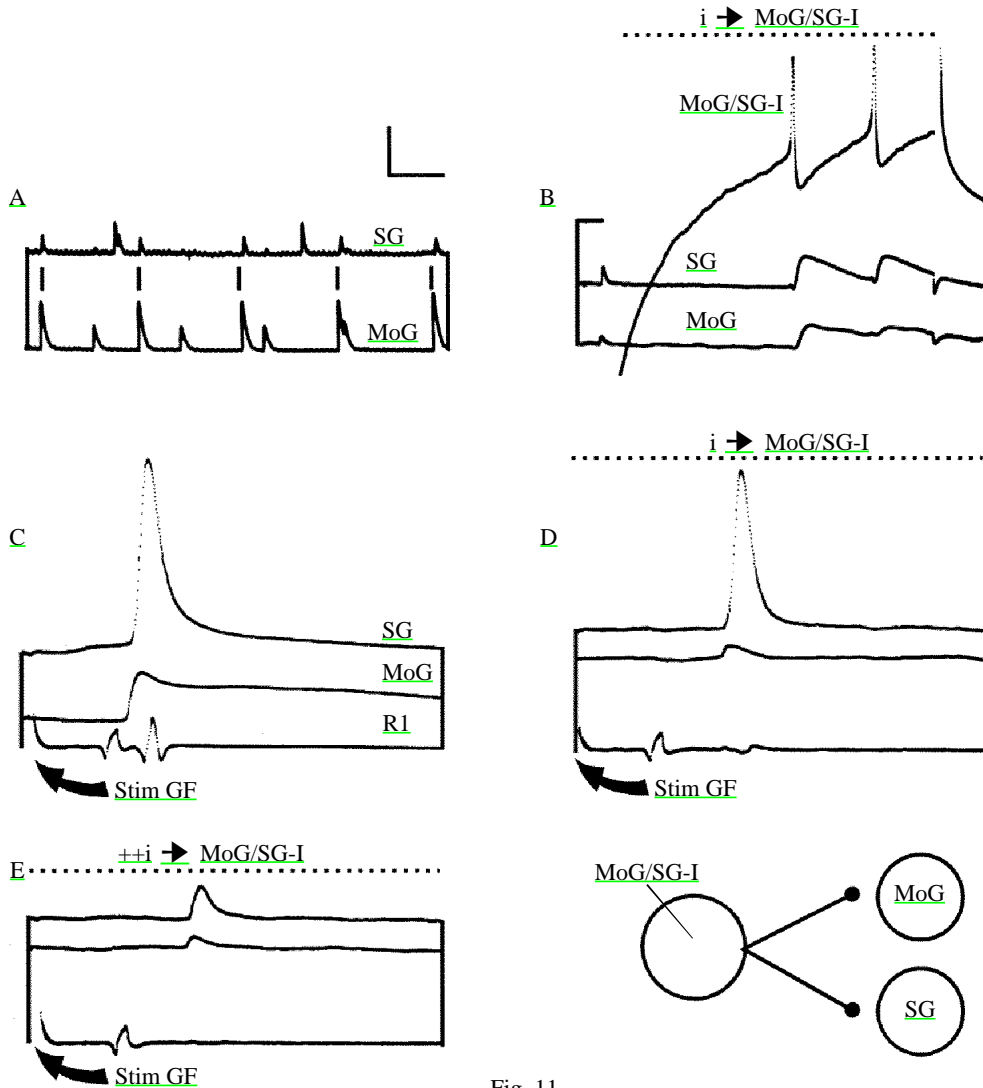 A
SG
MoG
i → MoG/SG-I
MoG/SG-I
B
SG
MoG
C
SG
MoG
R1
Stim GF
i → MoG/SG-I
D
Stim GF
++i → MoG/SG-I
E
Stim GF
MoG/SG-I
MoG
SG
Fig. 11